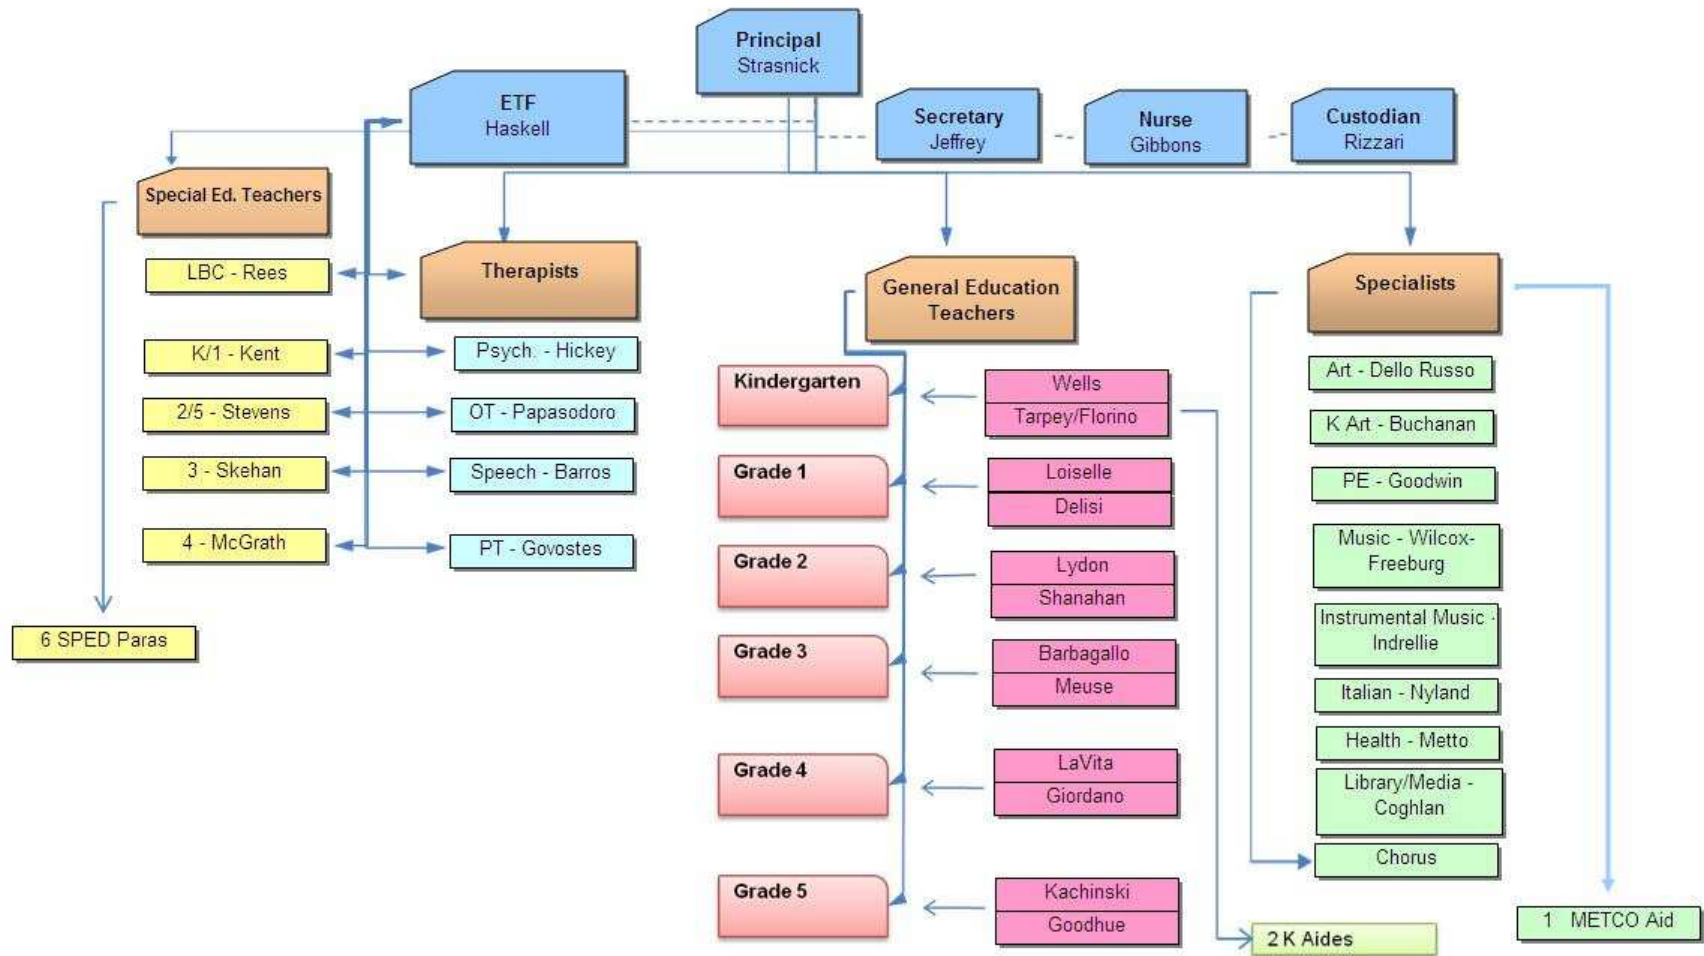 Principal
Strasnick
ETF
Haskell
Secretary
Jeffrey
Nurse
Gibbons
Custodian
Rizzari
Special Ed. Teachers
LBC - Rees
K/1 - Kent
2/5 - Stevens
3 - Skehan
4 - McGrath
6 SPED Paras
Therapists
Psych. - Hickey
OT - Papasodoro
Speech - Barros
PT - Govostes
General Education
Teachers
Kindergarten
Wells
Tarpey/Florino
Grade 1
Loiselle
Delisi
Grade 2
Lydon
Shanahan
Grade 3
Barbagallo
Meuse
Grade 4
LaVita
Giordano
Grade 5
Kachinski
Goodhue
2 K Aides
Specialists
Art - Dello Russo
K Art - Buchanan
PE - Goodwin
Music - Wilcox-
Freeburg
Instrumental Music -
Indrellie
Italian - Nyland
Health - Metto
Library/Media -
Coghlan
Chorus
1 METCO Aid